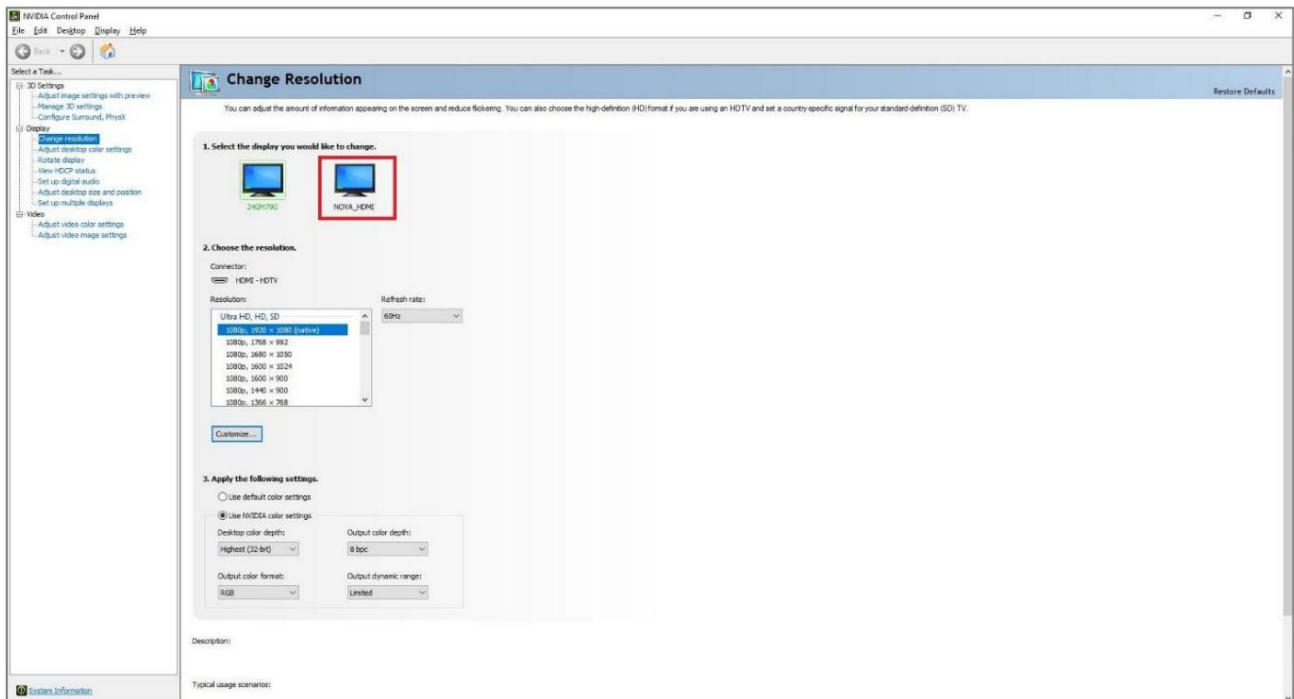 NVIDIA Control Panel
File Edit Desktop Display Help
Back
Select a Task...
3D Settings
Adjust image settings with preview
Manage 3D settings
Configure Surround, PhysX
Display
Change resolution
Adjust desktop color settings
Rotate display
View HDCP status
Set up digital audio
Adjust desktop size and position
Set up multiple displays
Video
Adjust video color settings
Adjust video image settings
System Information
Change Resolution
Restore Defaults
You can adjust the amount of information appearing on the screen and reduce flickering. You can also choose the high-definition (HD) format if you are using an HDTV and set a country-specific signal for your standard-definition (SD) TV.
1. Select the display you would like to change.
24GM79G NOVA_HDMI
2. Choose the resolution.
Connector:
HDMI - HDTV
Resolution: Refresh rate:
Ultra HD, HD, SD 60Hz
1080p, 1920 × 1080 (native)
1080p, 1768 × 992
1080p, 1680 × 1050
1080p, 1600 × 1024
1080p, 1600 × 900
1080p, 1440 × 900
1080p, 1366 × 768
Customize...
3. Apply the following settings.
Use default color settings
Use NVIDIA color settings
Desktop color depth: Output color depth:
Highest (32-bit) 8 bpc
Output color format: Output dynamic range:
RGB Limited
Description:
Typical usage scenarios: